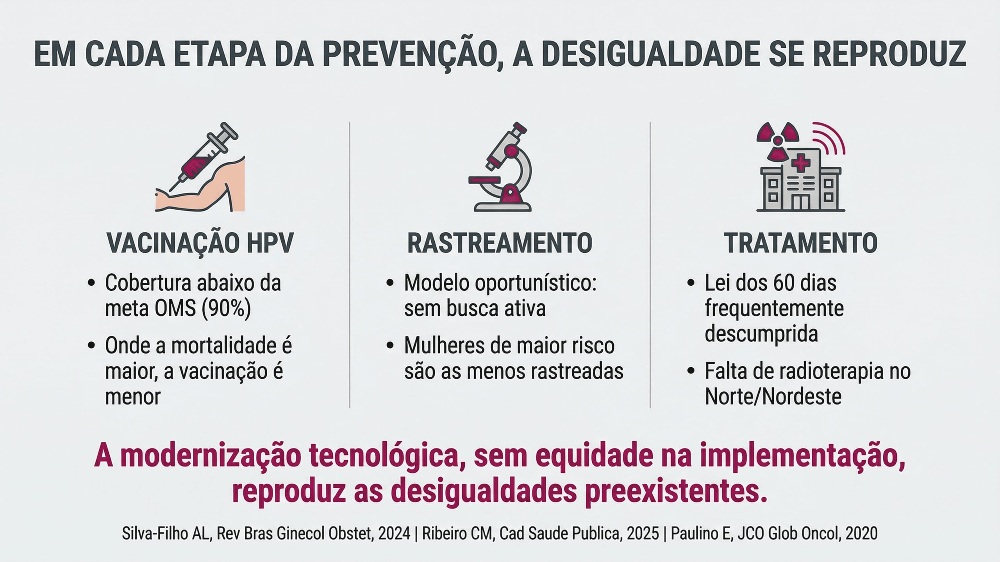 EM CADA ETAPA DA PREVENÇÃO, A DESIGUALDADE SE REPRODUZ
VACINAÇÃO HPV
• Cobertura abaixo da
meta OMS (90%)
• Onde a mortalidade é
maior, a vacinação é
menor
RASTREAMENTO
• Modelo oportunístico:
sem busca ativa
• Mulheres de maior risco
são as menos rastreadas
TRATAMENTO
• Lei dos 60 dias
frequentemente
descumprida
• Falta de radioterapia no
Norte/Nordeste
A modernização tecnológica, sem equidade na implementação,
reproduz as desigualdades preexistentes.
Silva-Filho AL, Rev Bras Ginecol Obstet, 2024 | Ribeiro CM, Cad Saude Publica, 2025 | Paulino E, JCO Glob Oncol, 2020